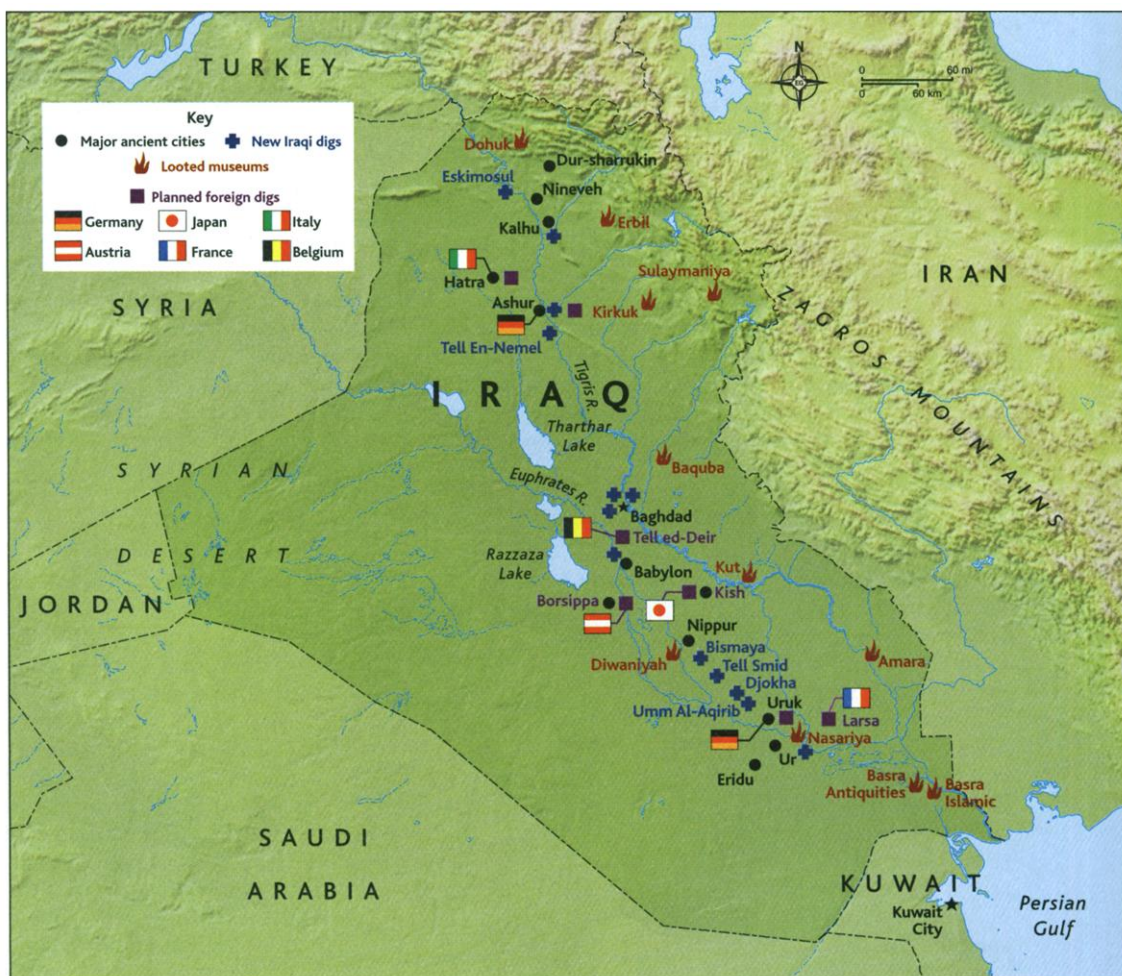 TURKEY
Key
Major ancient cities
New Iraqi digs
Looted museums
Planned foreign digs
Germany
Japan
Italy
Austria
France
Belgium
N
0 60 mi
0 60 km
Dohuk
Dur-sharrukin
Eskimosul
Nineveh
Kalhu
Erbil
SYRIA
IRAN
Hatra
Sulaymaniya
Ashur
Kirkuk
Tell En-Nemel
ZAGROS MOUNTAINS
IRAQ
Tigris R.
Tharthar
Lake
Baquba
SYRIAN
DESERT
Euphrates R.
Baghdad
Tell ed-Deir
Razzaza
Lake
Babylon
Kut
JORDAN
Borsippa
Kish
Nippur
Bismaya
Diwaniyah
Tell Smid
Djokha
Amara
Umm Al-Aqirib
Uruk
Larsa
Nasariya
Ur
Eridu
Basra
Antiquities
Basra
Islamic
SAUDI
ARABIA
KUWAIT
Kuwait
City
Persian
Gulf